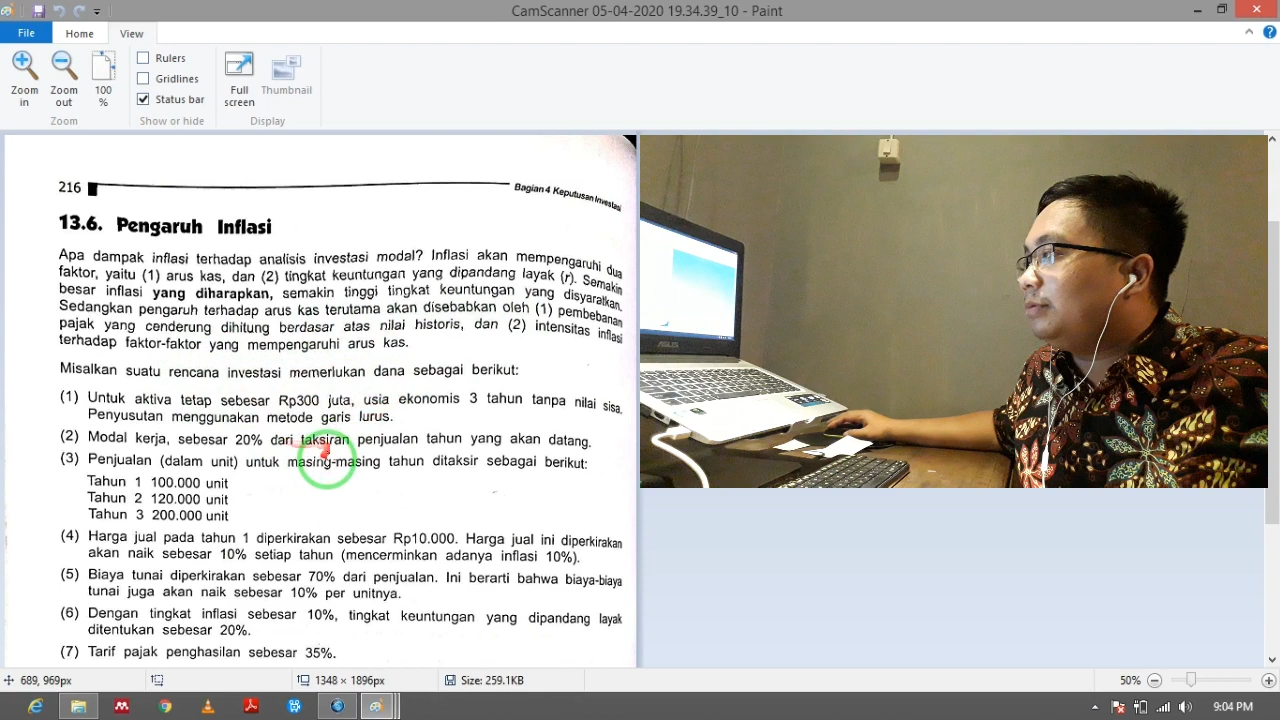 CamScanner 05-04-2020 19.34.39_10 - Paint
File
Home
View
Zoom in
Zoom out
100 %
Rulers
Gridlines
Status bar
Full screen
Thumbnail
Zoom
Show or hide
Display
216
Bagian 4 Keputusan Investasi
13.6. Pengaruh Inflasi
Apa dampak inflasi terhadap analisis investasi modal? Inflasi akan mempengaruhi dua
faktor, yaitu (1) arus kas, dan (2) tingkat keuntungan yang dipandang layak (r). Semakin
besar inflasi yang diharapkan, semakin tinggi tingkat keuntungan yang disyaratkan.
Sedangkan pengaruh terhadap arus kas terutama akan disebabkan oleh (1) pembebanan
pajak yang cenderung dihitung berdasar atas nilai historis, dan (2) intensitas inflasi
terhadap faktor-faktor yang mempengaruhi arus kas.
Misalkan suatu rencana investasi memerlukan dana sebagai berikut:
(1) Untuk aktiva tetap sebesar Rp300 juta, usia ekonomis 3 tahun tanpa nilai sisa.
Penyusutan menggunakan metode garis lurus.
(2) Modal kerja, sebesar 20% dari taksiran penjualan tahun yang akan datang.
(3) Penjualan (dalam unit) untuk masing-masing tahun ditaksir sebagai berikut:
Tahun 1 100.000 unit
Tahun 2 120.000 unit
Tahun 3 200.000 unit
(4) Harga jual pada tahun 1 diperkirakan sebesar Rp10.000. Harga jual ini diperkirakan
akan naik sebesar 10% setiap tahun (mencerminkan adanya inflasi 10%).
(5) Biaya tunai diperkirakan sebesar 70% dari penjualan. Ini berarti bahwa biaya-biaya
tunai juga akan naik sebesar 10% per unitnya.
(6) Dengan tingkat inflasi sebesar 10%, tingkat keuntungan yang dipandang layak
ditentukan sebesar 20%.
(7) Tarif pajak penghasilan sebesar 35%.
ASUS
689, 969px
1348 × 1896px
Size: 259.1KB
50%
9:04 PM